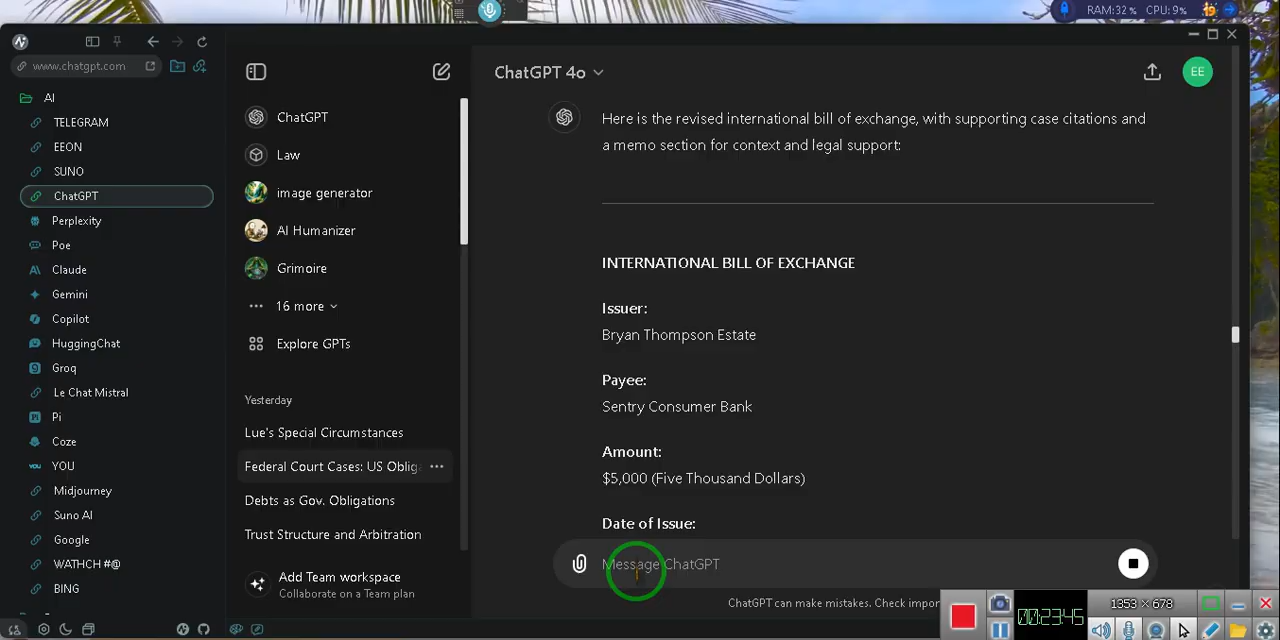 RAM:32% CPU:9%
19
www.chatgpt.com
AI
TELEGRAM
EEON
SUNO
ChatGPT
Perplexity
Poe
Claude
Gemini
Copilot
HuggingChat
Groq
Le Chat Mistral
Pi
Coze
YOU
Midjourney
Suno AI
Google
WATHCH #@
BING
ChatGPT
Law
image generator
AI Humanizer
Grimoire
16 more
Explore GPTs
Yesterday
Lue's Special Circumstances
Federal Court Cases: US Oblig
Debts as Gov. Obligations
Trust Structure and Arbitration
Add Team workspace
Collaborate on a Team plan
ChatGPT 4o
EE
Here is the revised international bill of exchange, with supporting case citations and
a memo section for context and legal support:
INTERNATIONAL BILL OF EXCHANGE
Issuer:
Bryan Thompson Estate
Payee:
Sentry Consumer Bank
Amount:
$5,000 (Five Thousand Dollars)
Date of Issue:
Message ChatGPT
ChatGPT can make mistakes. Check impor
00:23:45
1353 × 678